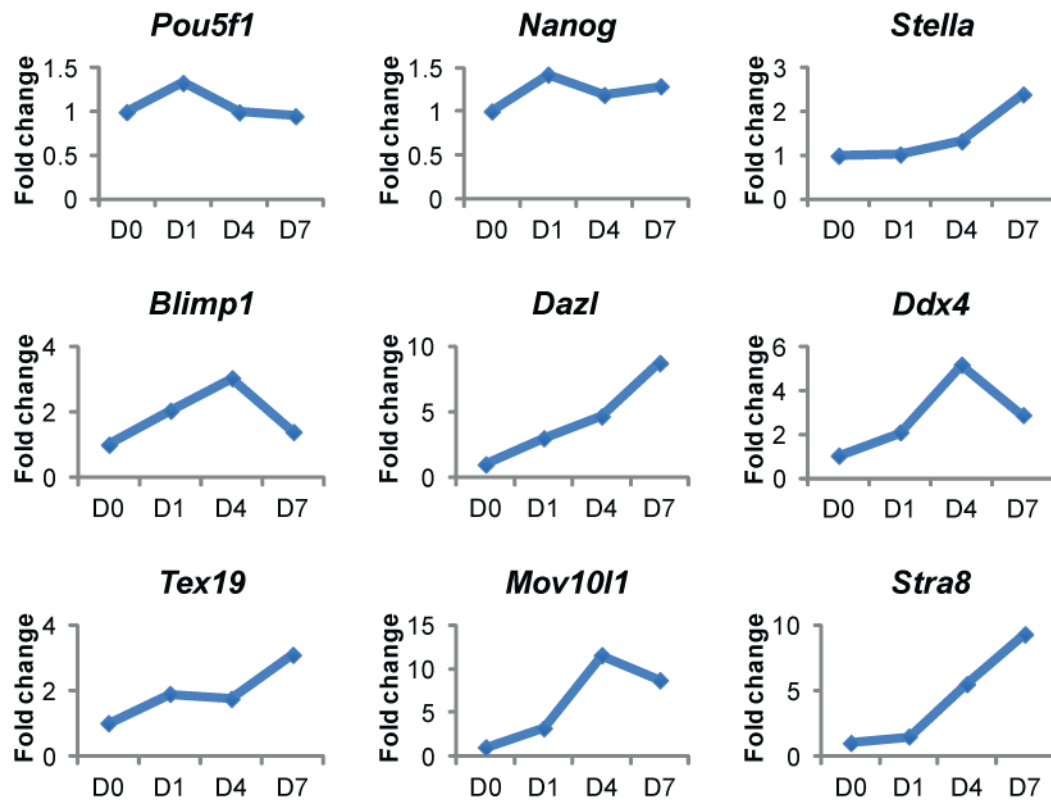 Pou5f1
Fold change
1.5
1
0.5
0
D0 D1 D4 D7
Nanog
Fold change
1.5
1
0.5
0
D0 D1 D4 D7
Stella
Fold change
3
2
1
0
D0 D1 D4 D7
Blimp1
Fold change
4
2
0
D0 D1 D4 D7
Dazl
Fold change
10
5
0
D0 D1 D4 D7
Ddx4
Fold change
6
4
2
0
D0 D1 D4 D7
Tex19
Fold change
4
2
0
D0 D1 D4 D7
Mov10l1
Fold change
15
10
5
0
D0 D1 D4 D7
Stra8
Fold change
10
5
0
D0 D1 D4 D7